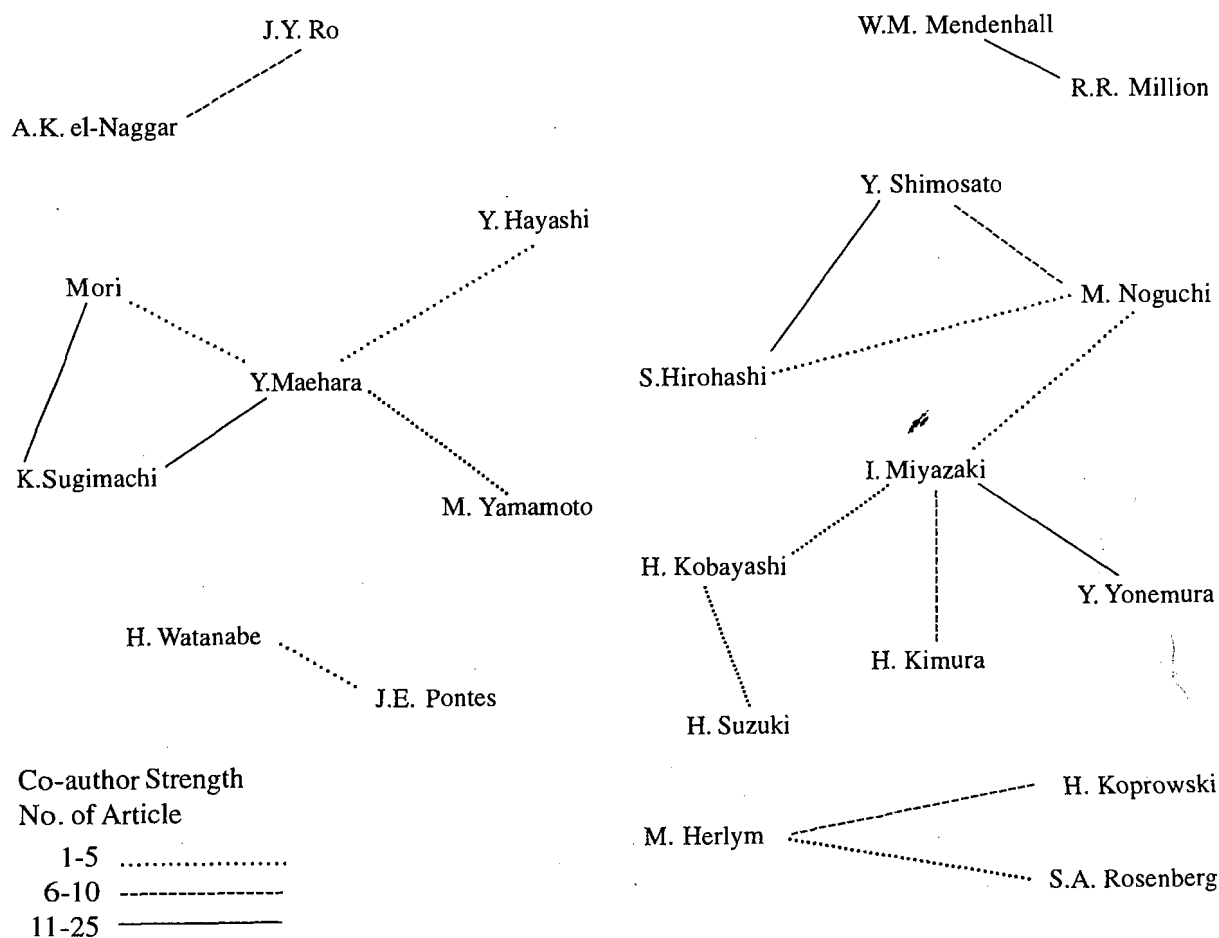 J.Y. Ro
W.M. Mendenhall
R.R. Million
A.K. el-Naggar
Y. Shimosato
Y. Hayashi
Mori
M. Noguchi
Y.Maehara
S.Hirohashi
K.Sugimachi
I. Miyazaki
M. Yamamoto
H. Kobayashi
Y. Yonemura
H. Watanabe
H. Kimura
J.E. Pontes
H. Suzuki
Co-author Strength
No. of Article
1-5
6-10
11-25
H. Koprowski
M. Herlym
S.A. Rosenberg